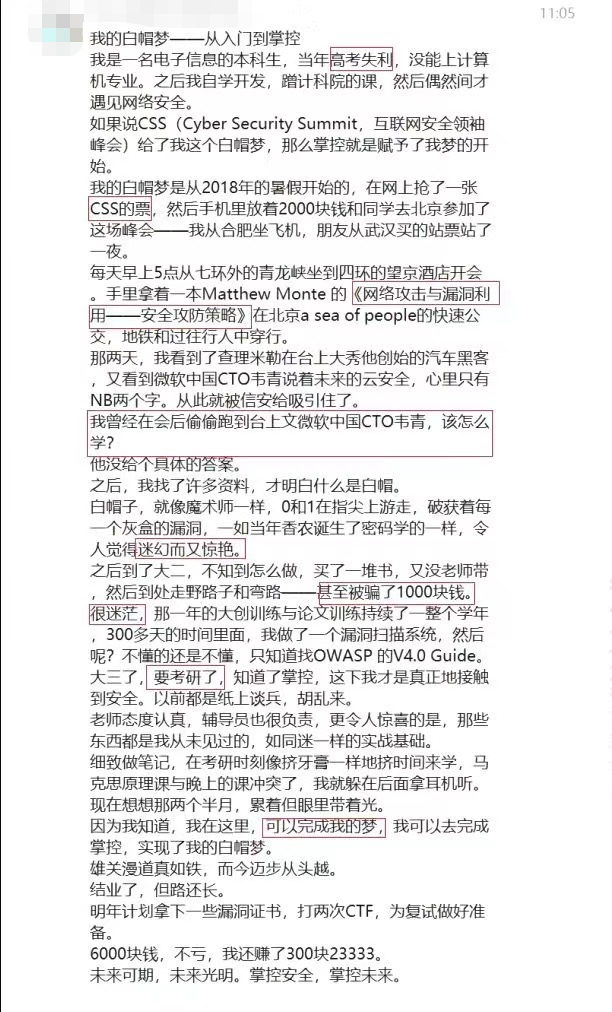 11:05
我的白帽梦——从入门到掌控
我是一名电子信息的本科生，当年高考失利，没能上计算
机专业。之后我自学开发，蹭计科院的课，然后偶然间才
遇见网络安全。
如果说CSS（Cyber Security Summit，互联网安全领袖
峰会）给了我这个白帽梦，那么掌控就是赋予了我梦的开
始。
我的白帽梦是从2018年的暑假开始的，在网上抢了一张
CSS的票，然后手机里放着2000块钱和同学去北京参加了
这场峰会——我从合肥坐飞机，朋友从武汉买的站票站了
一夜。
每天早上5点从七环外的青龙峡坐到四环的望京酒店开会
。手里拿着一本Matthew Monte 的《网络攻击与漏洞利
用——安全攻防策略》在北京a sea of people的快速公
交，地铁和过往行人中穿行。
那两天，我看到了查理米勒在台上大秀他创始的汽车黑客
，又看到微软中国CTO韦青说着未来的云安全，心里只有
NB两个字。从此就被信安给吸引住了。
我曾经在会后偷偷跑到台上文微软中国CTO韦青，该怎么
学？
他没给个具体的答案。
之后，我找了许多资料，才明白什么是白帽。
白帽子，就像魔术师一样，0和1在指尖上游走，破获着每
一个灰盒的漏洞，一如当年香农诞生了密码学的一样，令
人觉得迷幻而又惊艳。
之后到了大二，不知到怎么做，买了一堆书，又没老师带
，然后到处走野路子和弯路——甚至被骗了1000块钱。
很迷茫，那一年的大创训练与论文训练持续了一整个学年
，300多天的时间里面，我做了一个漏洞扫描系统，然后
呢？不懂的还是不懂，只知道找OWASP 的V4.0 Guide。
大三了，要考研了，知道了掌控，这下我才是真正地接触
到安全。以前都是纸上谈兵，胡乱来。
老师态度认真，辅导员也很负责，更令人惊喜的是，那些
东西都是我从未见过的，如同迷一样的实战基础。
细致做笔记，在考研时刻像挤牙膏一样地挤时间来学，马
克思原理课与晚上的课冲突了，我就躲在后面拿耳机听。
现在想想那两个半月，累着但眼里带着光。
因为我知道，我在这里，可以完成我的梦，我可以去完成
掌控，实现了我的白帽梦。
雄关漫道真如铁，而今迈步从头越。
结业了，但路还长。
明年计划拿下一些漏洞证书，打两次CTF，为复试做好准
备。
6000块钱，不亏，我还赚了300块23333。
未来可期，未来光明。掌控安全，掌控未来。